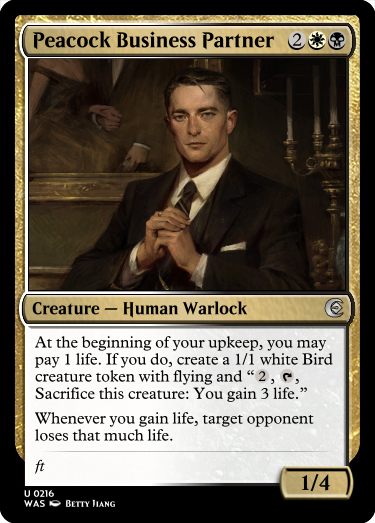 Peacock Business Partner 2
Creature — Human Warlock
At the beginning of your upkeep, you may
pay 1 life. If you do, create a 1/1 white Bird
creature token with flying and “2, ,
Sacrifice this creature: You gain 3 life.”
Whenever you gain life, target opponent
loses that much life.
ft
1/4
U 0216
WAS Betty Jiang